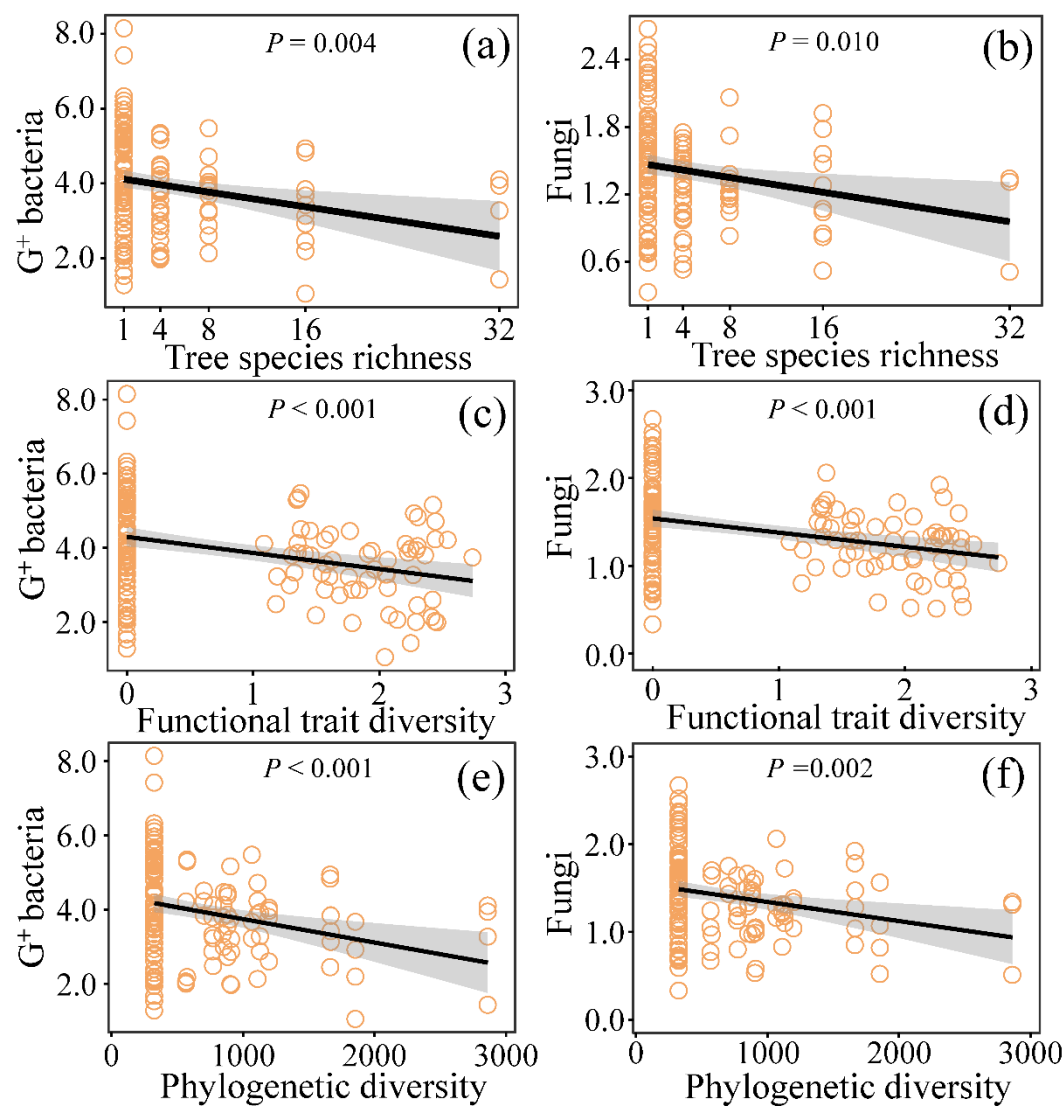 P = 0.004
(a)
8.0
6.0
4.0
2.0
G⁺ bacteria
1 4 8 16 32
Tree species richness
P = 0.010
(b)
2.4
1.8
1.2
0.6
Fungi
1 4 8 16 32
Tree species richness
P < 0.001
(c)
8.0
6.0
4.0
2.0
G⁺ bacteria
0 1 2 3
Functional trait diversity
P < 0.001
(d)
3.0
2.0
1.0
0.0
Fungi
0 1 2 3
Functional trait diversity
P < 0.001
(e)
8.0
6.0
4.0
2.0
G⁺ bacteria
0 1000 2000 3000
Phylogenetic diversity
P =0.002
(f)
3.0
2.0
1.0
0.0
Fungi
0 1000 2000 3000
Phylogenetic diversity